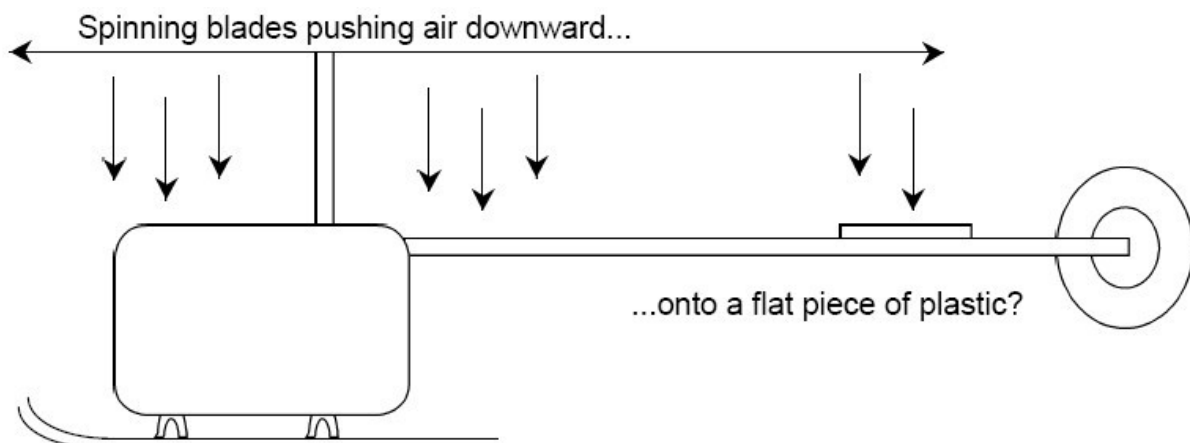 Spinning blades pushing air downward...
...onto a flat piece of plastic?